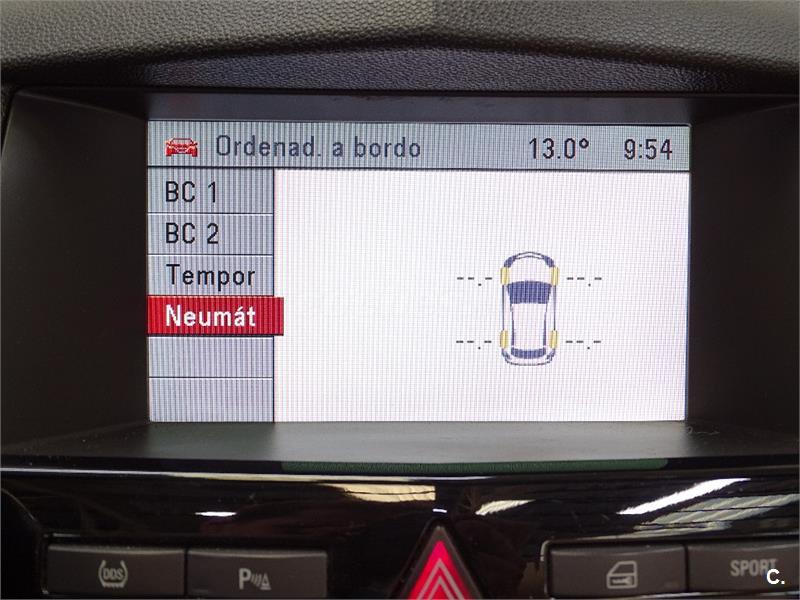 Ordenad. a bordo 13.0° 9:54
BC 1
BC 2
Tempor
Neumát
--.- --.-
--.- --.-
DDS
P
SPORT
C.